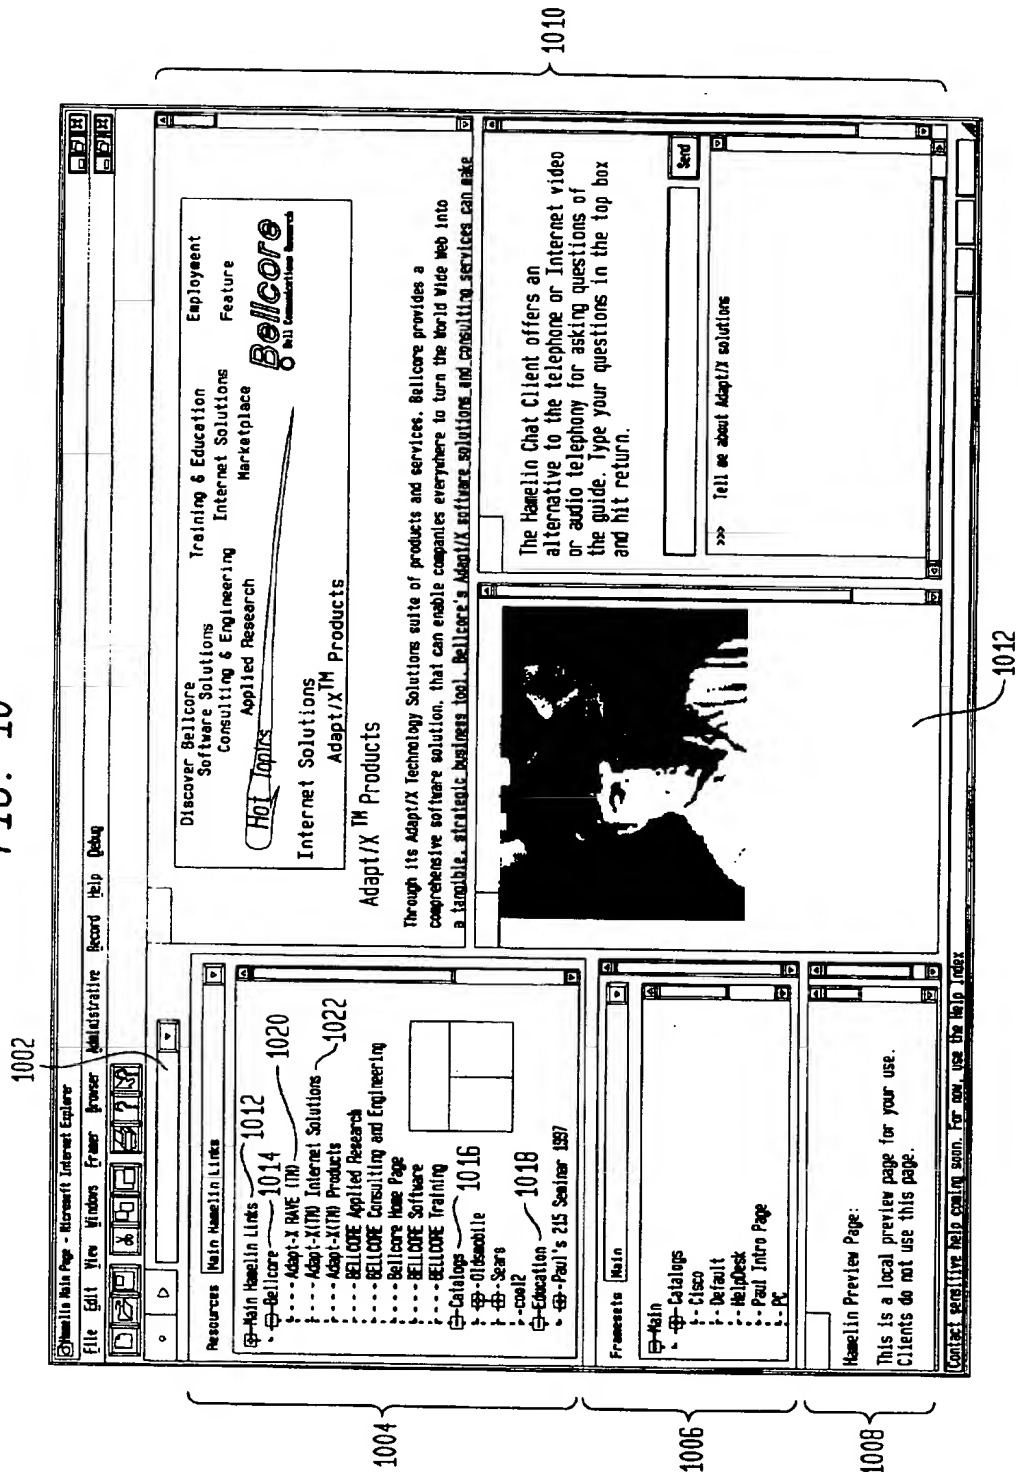 FIG. 10
1002
Hamelin Main Page - Microsoft Internet Explorer
File Edit View Windows Framer Browser Administrative Record Help Debug
Resources Main Hamelin Links
Main Hamelin Links 1012
Bellcore 1014
Adapt-X RAVE (TM) 1020
Adapt-X(TM) Internet Solutions 1022
Adapt-X(TM) Products
BELLCORE Applied Research
BELLCORE Consulting and Engineering
Bellcore Home Page
BELLCORE Software
BELLCORE Training
Catalogs 1016
Oldsmobile
Sears
cool2
Education 1018
Paul's 215 Seminar 1997
1004
Framesets Main
Main
Catalogs
Cisco
Default
HelpDesk
Paul Intro Page
PC
1006
Hamelin Preview Page:
This is a local preview page for your use.
Clients do not use this page.
1008
Contact sensitive help coming soon. For now, use the Help Index
Discover Bellcore Training & Education Employment
Software Solutions Internet Solutions Feature
Consulting & Engineering Marketplace
Applied Research
Hot Topics
Bellcore
Bell Communications Research
Internet Solutions
Adapt/X™ Products
Adapt/X ™ Products
Through its Adapt/X Technology Solutions suite of products and services. Bellcore provides a
comprehensive software solution, that can enable companies everywhere to turn the World Wide Web into
a tangible, strategic business tool. Bellcore's Adapt/X software solutions and consulting services can make
The Hamelin Chat Client offers an
alternative to the telephone or Internet video
or audio telephony for asking questions of
the guide. Type your questions in the top box
and hit return.
Send
>>> Tell me about Adapt/X solutions
1010
1012